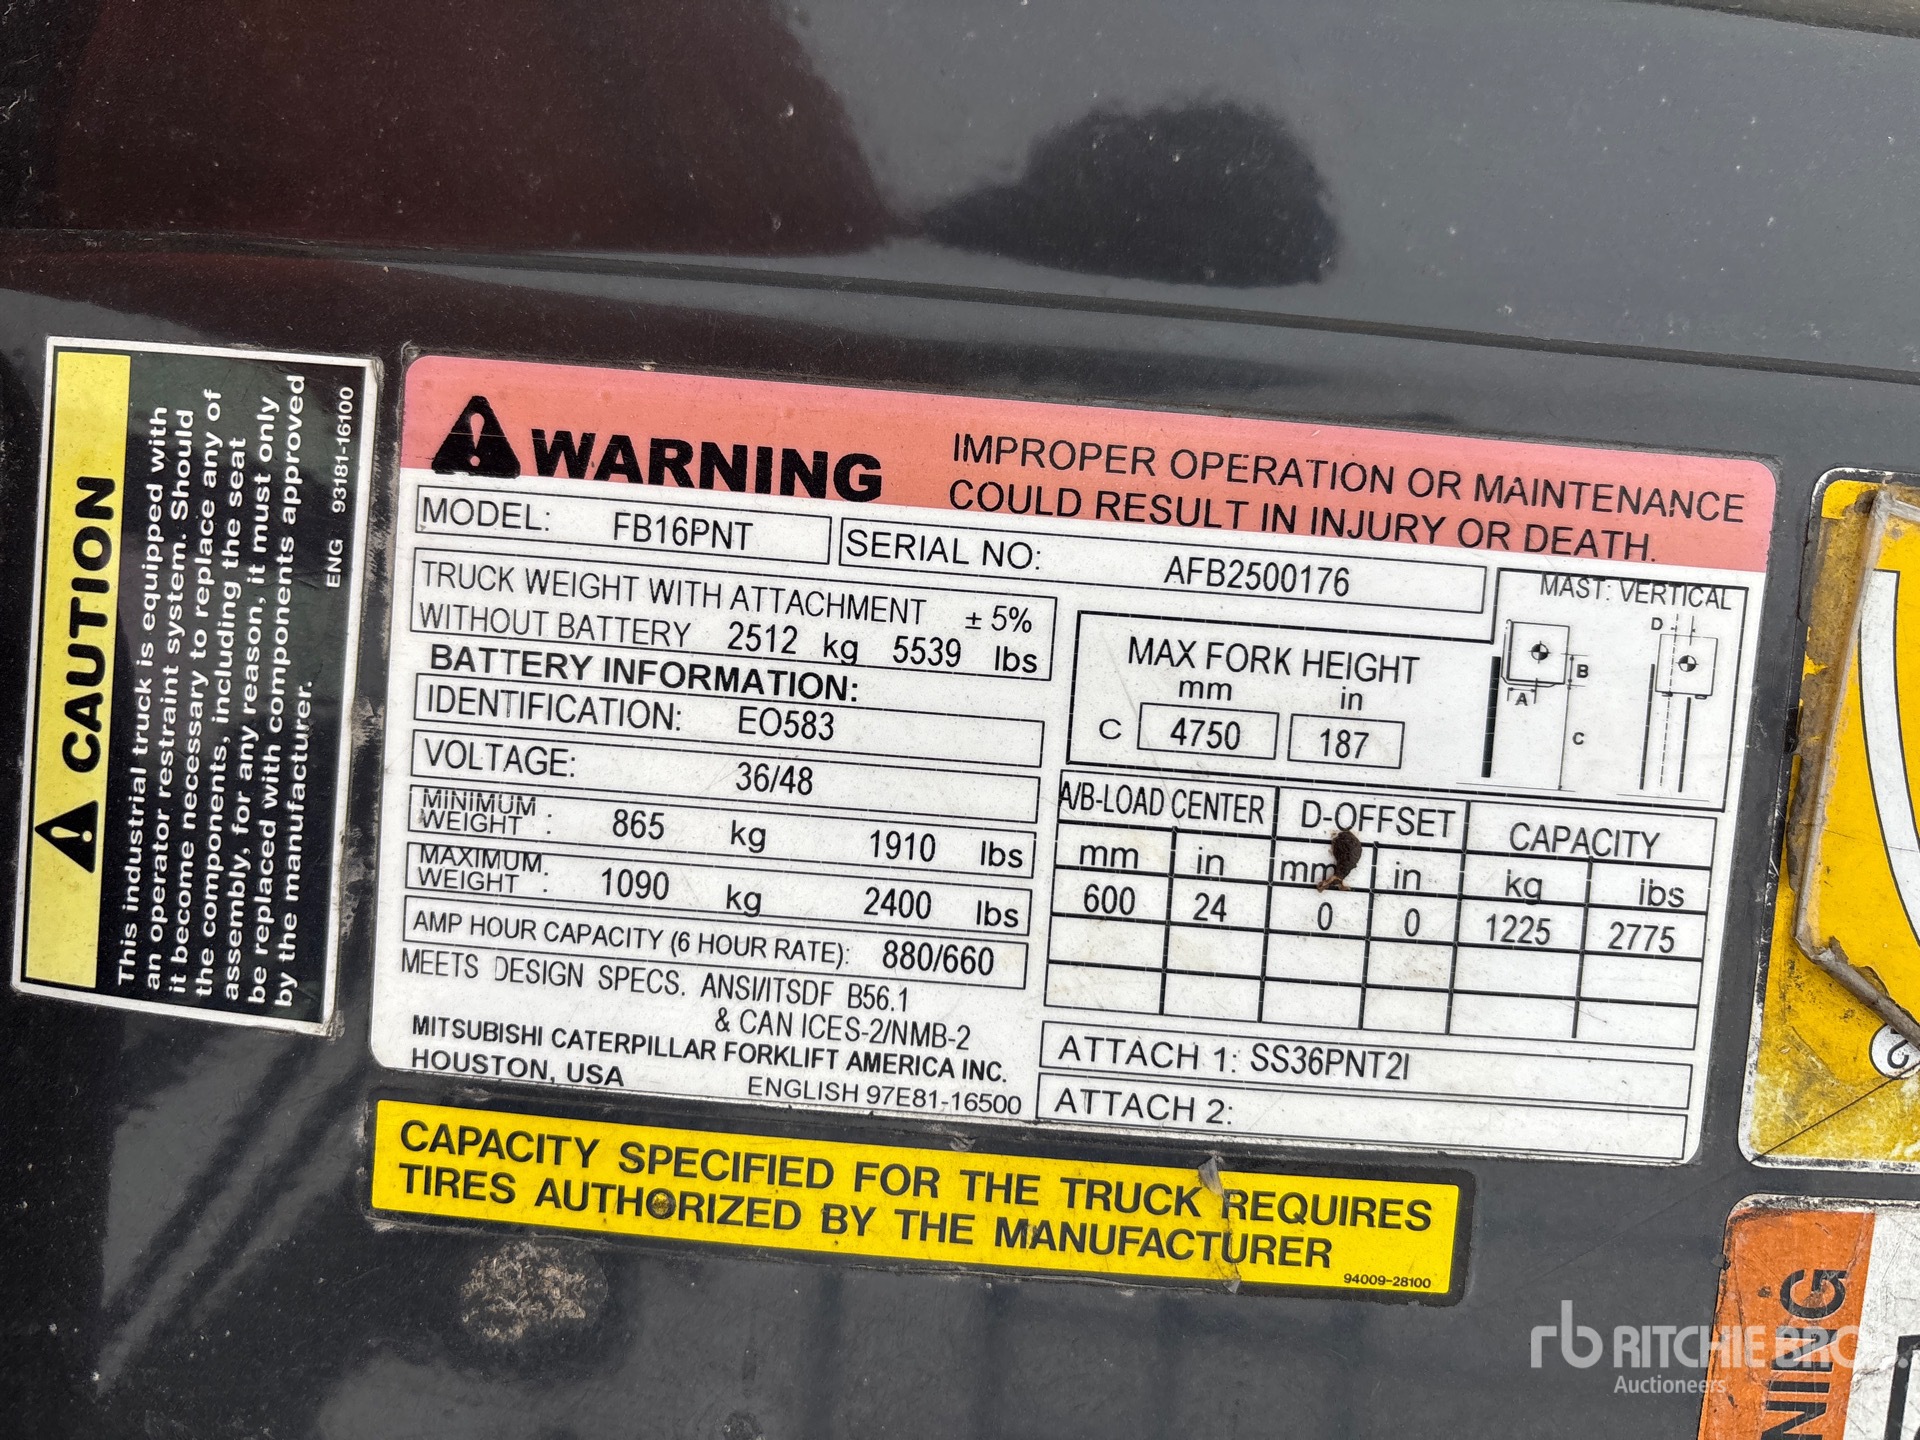 CAUTION
This industrial truck is equipped with
an operator restraint system. Should
it become necessary to replace any of
the components, including the seat
assembly, for any reason, it must only
be replaced with components approved
by the manufacturer.
ENG 93181-16100
WARNING
IMPROPER OPERATION OR MAINTENANCE
COULD RESULT IN INJURY OR DEATH.
MODEL: FB16PNT
SERIAL NO: AFB2500176
TRUCK WEIGHT WITH ATTACHMENT ± 5%
WITHOUT BATTERY 2512 kg 5539 lbs
BATTERY INFORMATION:
IDENTIFICATION: EO583
VOLTAGE: 36/48
MINIMUM
WEIGHT : 865 kg 1910 lbs
MAXIMUM
WEIGHT : 1090 kg 2400 lbs
AMP HOUR CAPACITY (6 HOUR RATE): 880/660
MEETS DESIGN SPECS. ANSI/ITSDF B56.1
& CAN ICES-2/NMB-2
MITSUBISHI CATERPILLAR FORKLIFT AMERICA INC.
HOUSTON, USA
ENGLISH 97E81-16500
MAX FORK HEIGHT
mm in
C 4750 187
MAST: VERTICAL
D
B
A
C
A/B-LOAD CENTER D-OFFSET CAPACITY
mm in mm in kg lbs
600 24 0 0 1225 2775
ATTACH 1: SS36PNT2I
ATTACH 2:
CAPACITY SPECIFIED FOR THE TRUCK REQUIRES
TIRES AUTHORIZED BY THE MANUFACTURER
94009-28100
rb RITCHIE BRO
Auctioneers